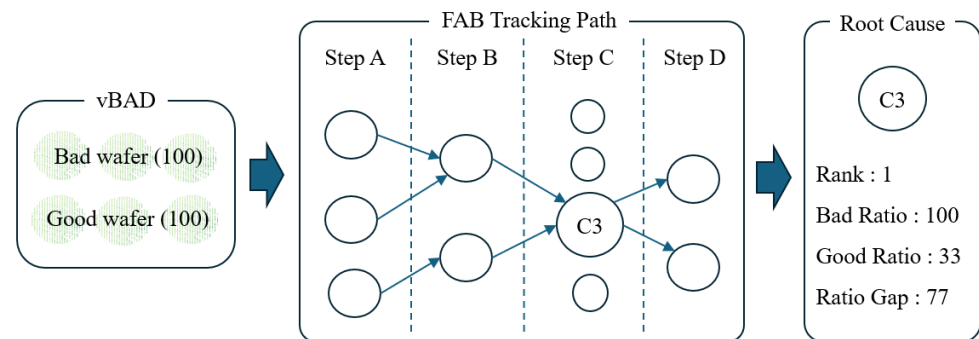 FAB Tracking Path
Root Cause
Step A
Step B
Step C
Step D
vBAD
Bad wafer (100)
Good wafer (100)
C3
C3
Rank : 1
Bad Ratio : 100
Good Ratio : 33
Ratio Gap : 77